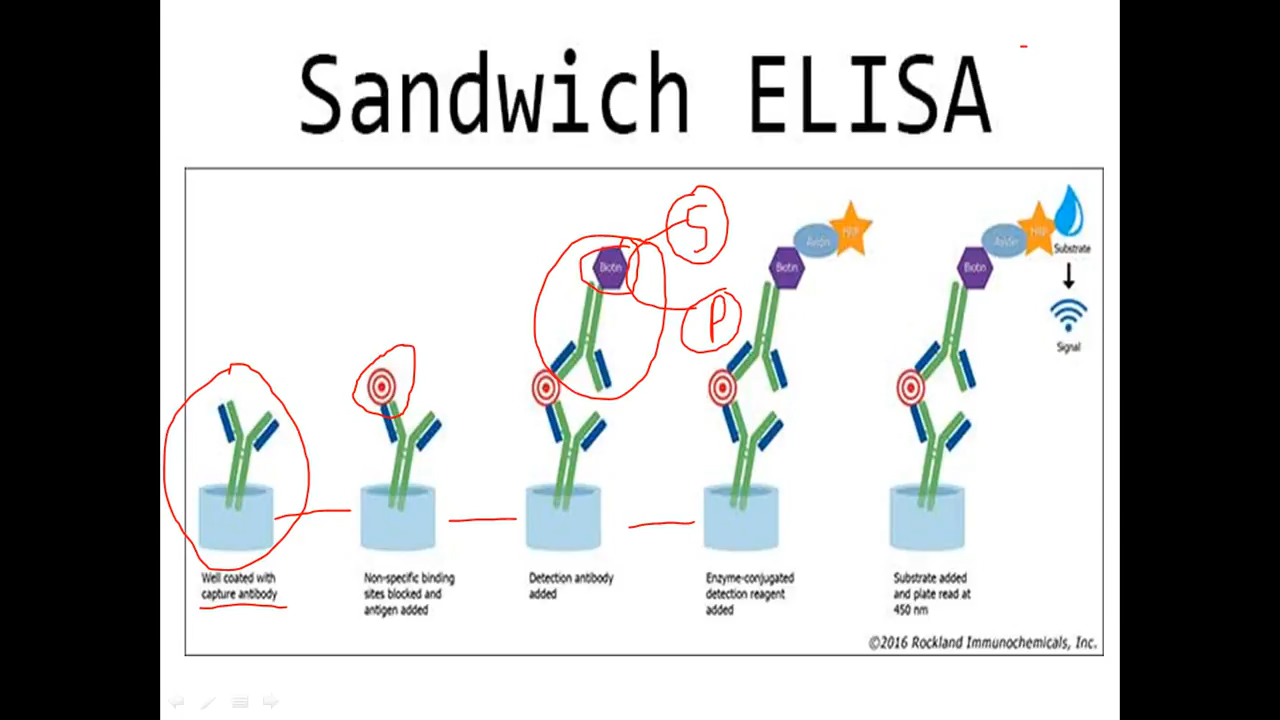 Sandwich ELISA
S
P
Biotin
Avidin
HRP
Biotin
Avidin
HRP
Biotin
Substrate
Signal
Well coated with
capture antibody
Non-specific binding
sites blocked and
antigen added
Detection antibody
added
Enzyme-conjugated
detection reagent
added
Substrate added
and plate read at
450 nm
©2016 Rockland Immunochemicals, Inc.